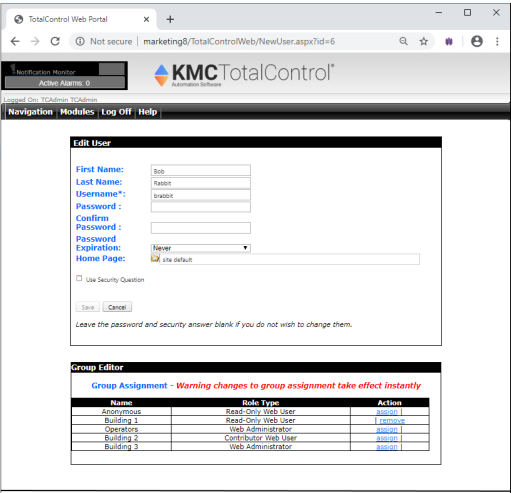 TotalControl Web Portal
Not secure | marketing8/TotalControlWeb/NewUser.aspx?id=6
Notification Monitor
Active Alarms: 0
KMC TotalControl®
Automation Software
Logged On: TCAdmin TCAdmin
Navigation Modules Log Off Help
Edit User
First Name: Bob
Last Name: Rabbit
Username*: brabbit
Password :
Confirm
Password :
Password
Expiration: Never
Home Page: site default
Use Security Question
Save Cancel
Leave the password and security answer blank if you do not wish to change them.
Group Editor
Group Assignment - Warning changes to group assignment take effect instantly
Name Role Type Action
Anonymous Read-Only Web User assign |
Building 1 Read-Only Web User | remove
Operators Web Administrator assign |
Building 2 Contributor Web User assign |
Building 3 Web Administrator assign |